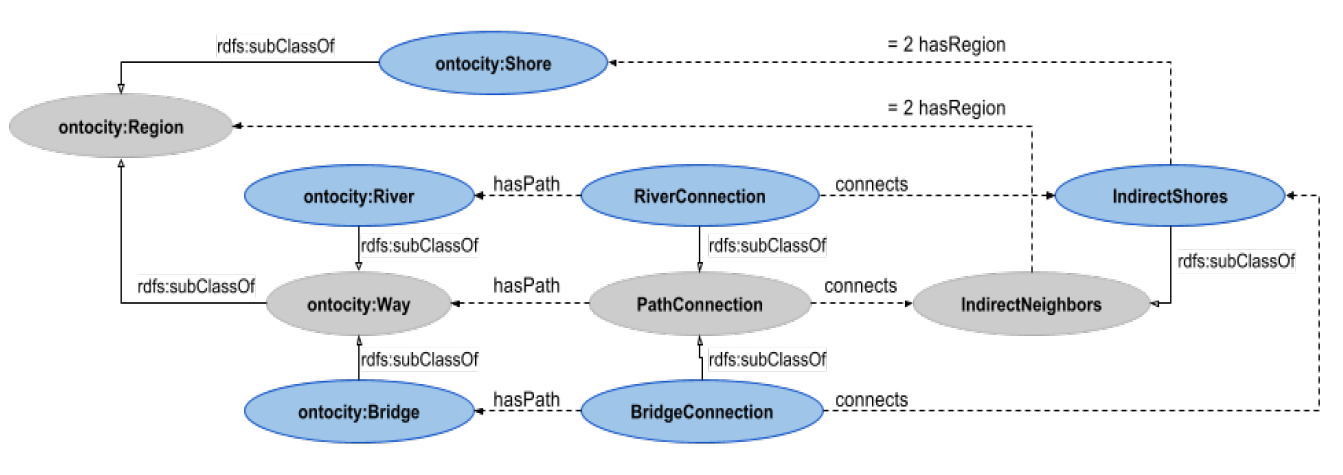 rdfs:subClassOf
ontocity:Shore
= 2 hasRegion
= 2 hasRegion
ontocity:Region
ontocity:River
hasPath
RiverConnection
connects
IndirectShores
rdfs:subClassOf
rdfs:subClassOf
rdfs:subClassOf
rdfs:subClassOf
ontocity:Way
hasPath
PathConnection
connects
IndirectNeighbors
rdfs:subClassOf
rdfs:subClassOf
ontocity:Bridge
hasPath
BridgeConnection
connects